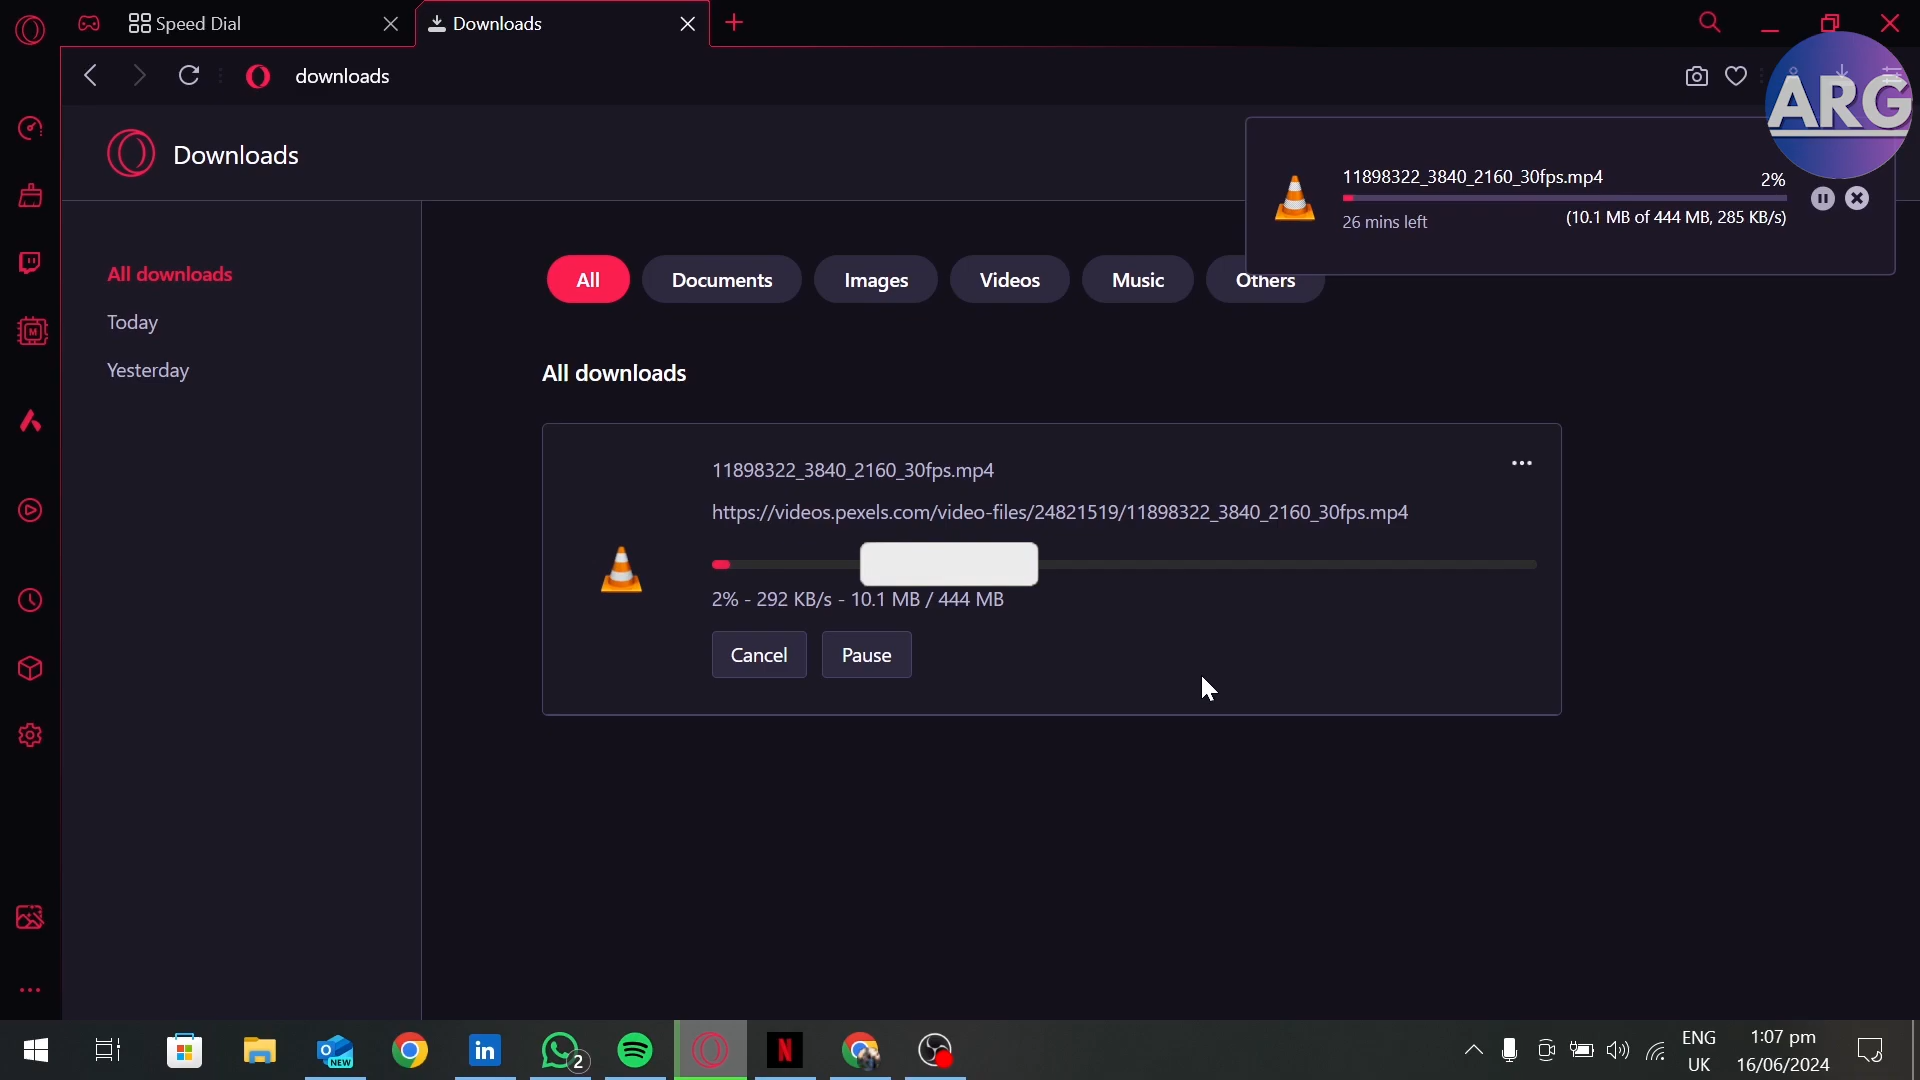 Speed Dial
Downloads
downloads
ARG
Downloads
11898322_3840_2160_30fps.mp4
2%
26 mins left
(10.1 MB of 444 MB, 285 KB/s)
All downloads
Today
Yesterday
All
Documents
Images
Videos
Music
Others
All downloads
11898322_3840_2160_30fps.mp4
https://videos.pexels.com/video-files/24821519/11898322_3840_2160_30fps.mp4
2% - 292 KB/s - 10.1 MB / 444 MB
Cancel
Pause
NEW
in
2
N
ENG
UK
1:07 pm
16/06/2024